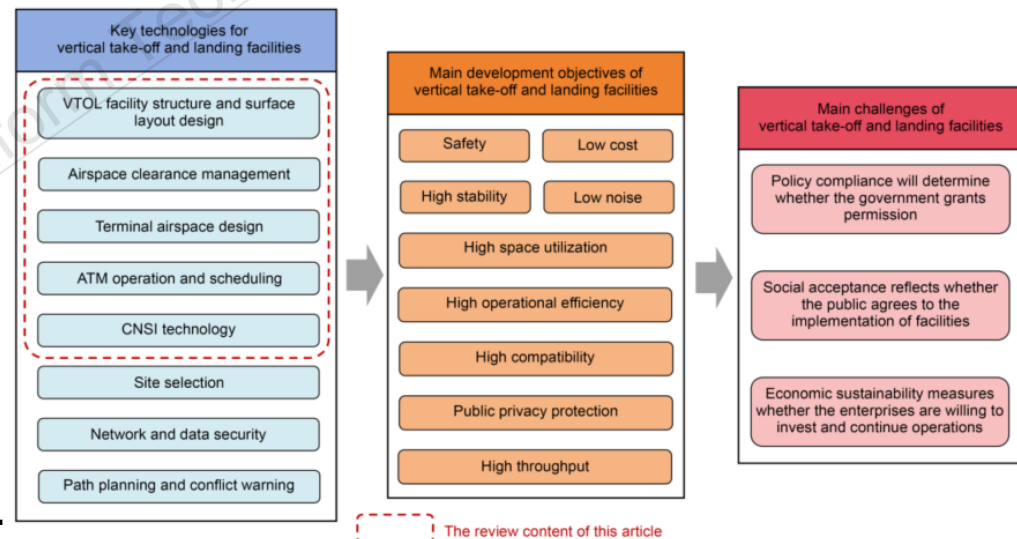 Key technologies for
vertical take-off and landing facilities
VTOL facility structure and surface
layout design
Airspace clearance management
Terminal airspace design
ATM operation and scheduling
CNSI technology
Site selection
Network and data security
Path planning and conflict warning
Main development objectives of
vertical take-off and landing facilities
Safety
Low cost
High stability
Low noise
High space utilization
High operational efficiency
High compatibility
Public privacy protection
High throughput
Main challenges of
vertical take-off and landing facilities
Policy compliance will determine
whether the government grants
permission
Social acceptance reflects whether
the public agrees to the
implementation of facilities
Economic sustainability measures
whether the enterprises are willing to
invest and continue operations
The review content of this article